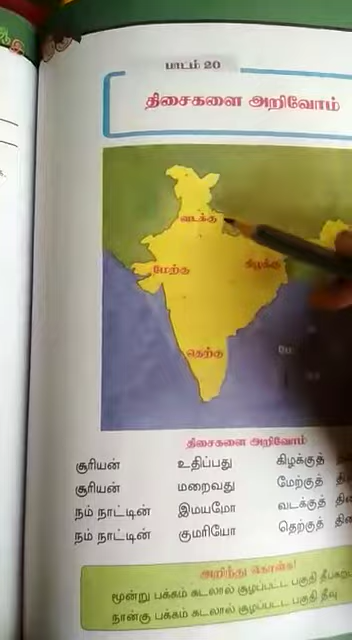 பாடம் 20
திசைகளை அறிவோம்
வடக்கு
மேற்கு கிழக்கு
தெற்கு
திசைகளை அறிவோம்
சூரியன் உதிப்பது கிழக்குத்
சூரியன் மறைவது மேற்குத்
நம் நாட்டின் இமயமோ வடக்குத்
நம் நாட்டின் குமரியோ தெற்குத்
அறிந்து கொள்க!
மூன்று பக்கம் கடலால் சூழப்பட்ட பகுதி தீபகற்
நான்கு பக்கம் கடலால் சூழப்பட்ட பகுதி தீவு